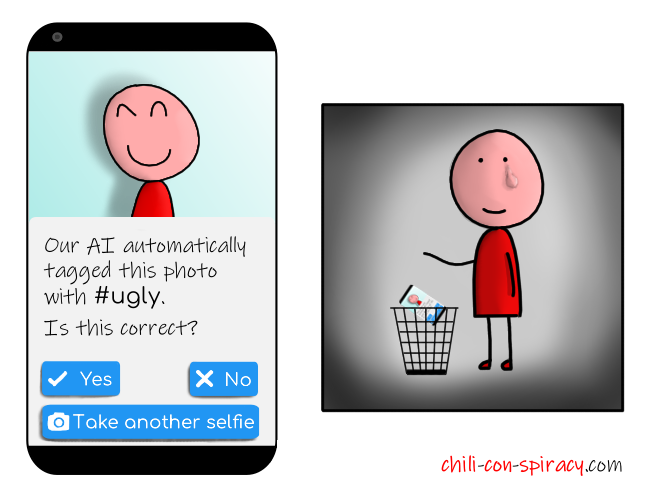 Our AI automatically
tagged this photo
with #ugly.
Is this correct?
Yes
No
Take another selfie
chili-con-spiracy.com